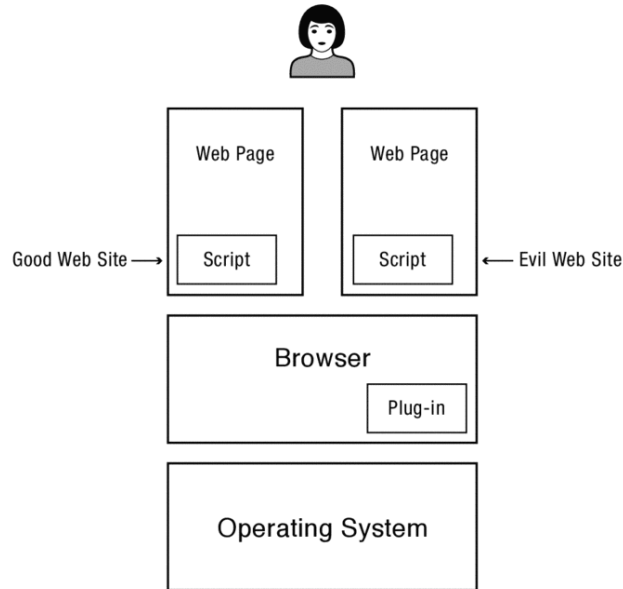 Web Page
Web Page
Good Web Site
Script
Script
Evil Web Site
Browser
Plug-in
Operating System